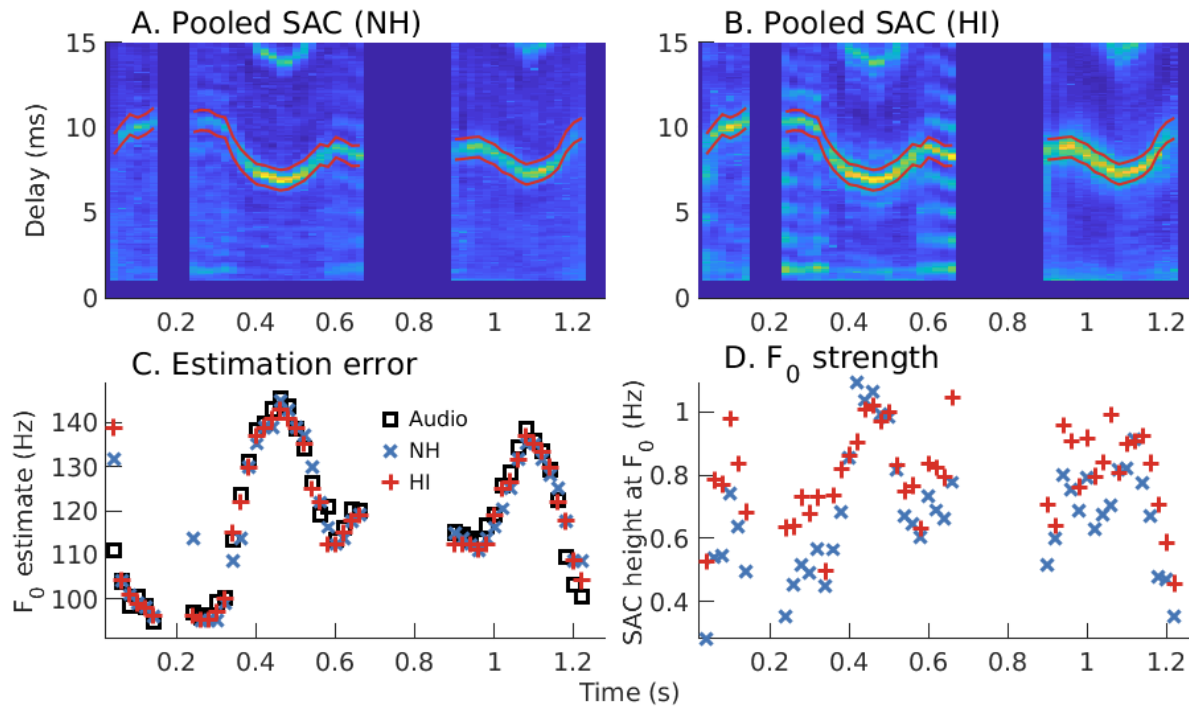 A. Pooled SAC (NH)
B. Pooled SAC (HI)
15
10
5
0
Delay (ms)
0.2 0.4 0.6 0.8 1 1.2
15
10
5
0
0.2 0.4 0.6 0.8 1 1.2
C. Estimation error
D. F0 strength
140
130
120
110
100
F0 estimate (Hz)
Audio
NH
HI
0.2 0.4 0.6 0.8 1 1.2
1
0.8
0.6
0.4
SAC height at F0 (Hz)
0.2 0.4 0.6 0.8 1 1.2
Time (s)